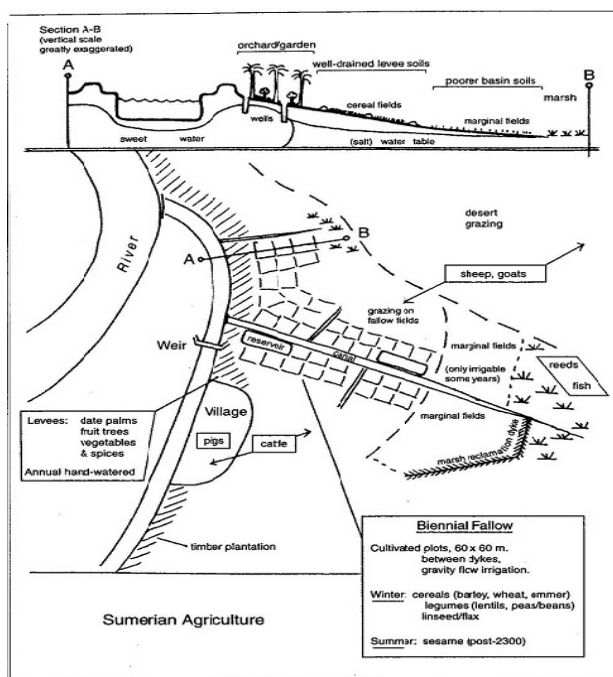 Section A-B
(vertical scale
greatly exaggerated)
A
orchard/garden
well-drained levee soils
poorer basin soils
B
marsh
cereal fields
wells
marginal fields
sweet water
(salt) water table
River
desert
grazing
A
B
sheep, goats
grazing on
fallow fields
Weir
reservoir
canal
marginal fields
(only irrigable
some years)
reeds
fish
marginal fields
marsh reclamation dyke
Levees: date palms
fruit trees
vegetables
& spices
Annual hand-watered
Village
pigs
cattle
timber plantation
Biennial Fallow
Cultivated plots, 60 x 60 m.
between dykes,
gravity flow irrigation.
Winter: cereals (barley, wheat, emmer)
legumes (lentils, peas/beans)
linseed/flax
Summer: sesame (post-2300)
Sumerian Agriculture